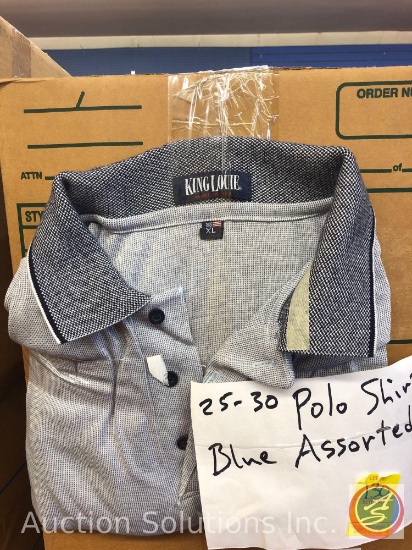 ORDER N
ATTN
of
STY
KING LOUIE
XL
25-30 Polo Shir
Blue Assorted
Auction Solutions Inc.